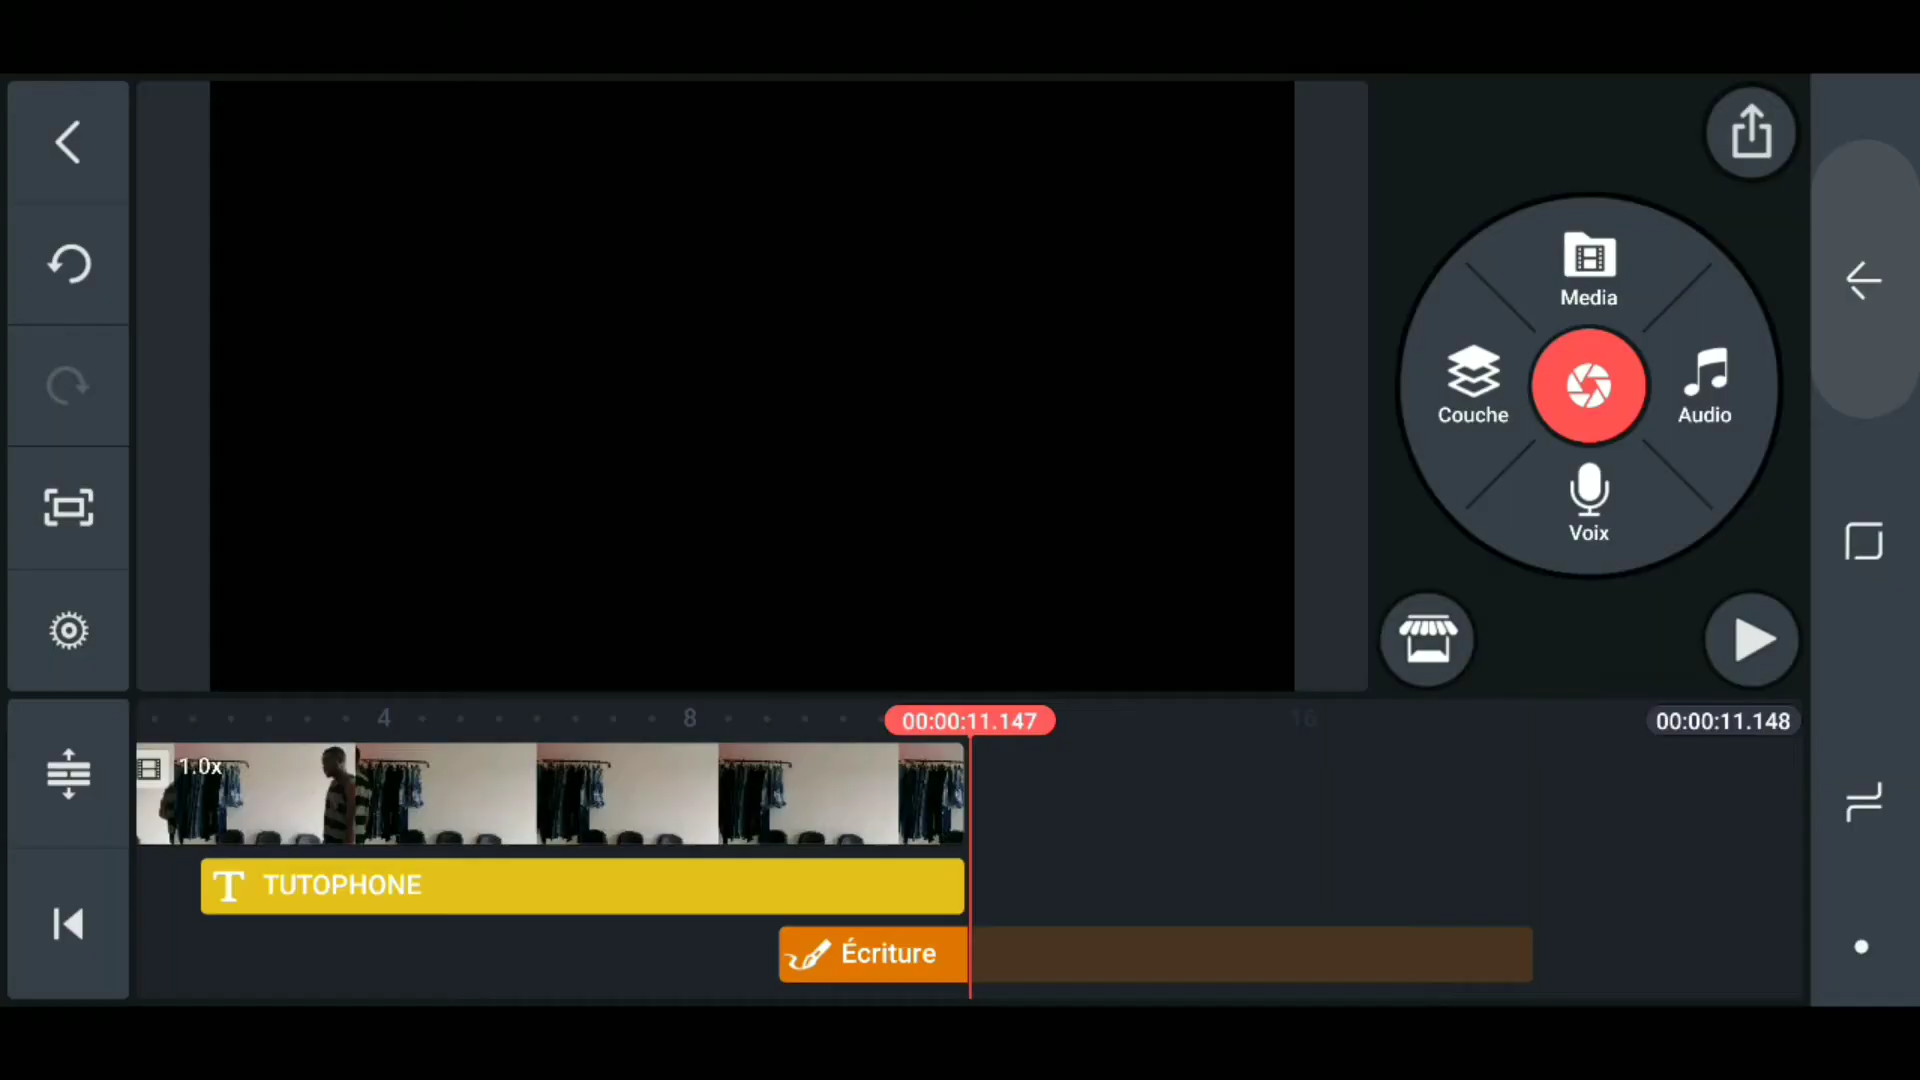 Media
Couche
Audio
Voix
4
8
00:00:11.147
16
00:00:11.148
1.0x
TUTOPHONE
Écriture